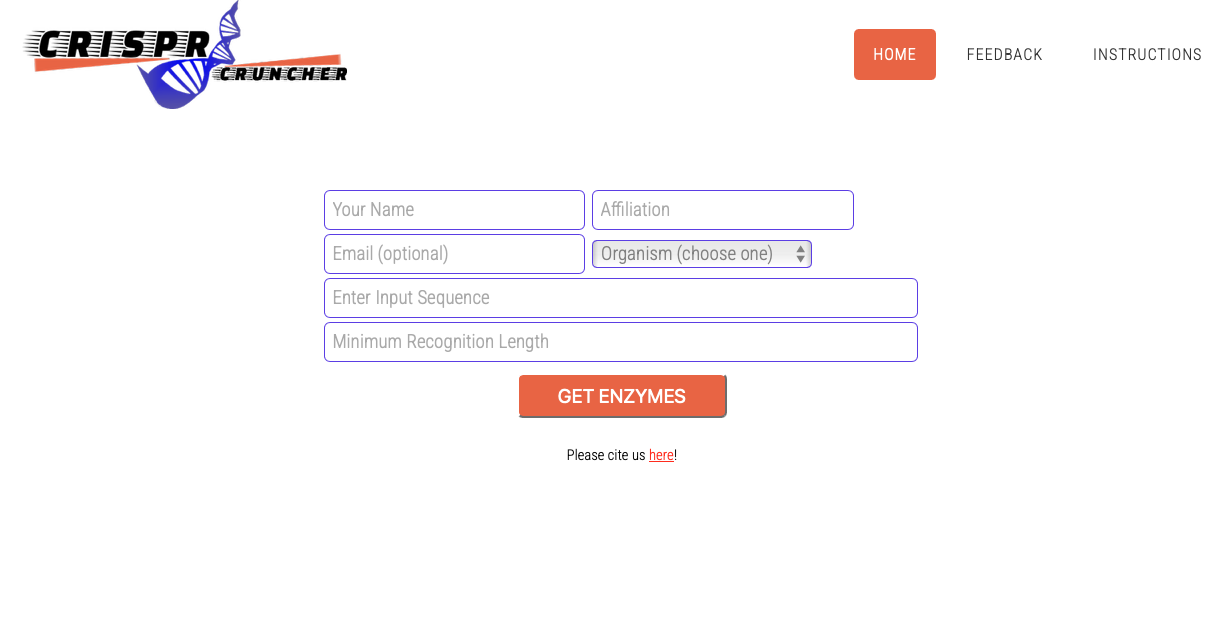 CRISPR
CRUNCHER
HOME FEEDBACK INSTRUCTIONS
Your Name Affiliation
Email (optional) Organism (choose one)
Enter Input Sequence
Minimum Recognition Length
GET ENZYMES
Please cite us here!